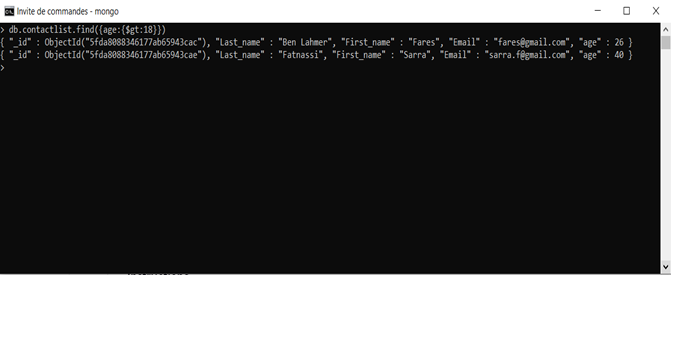 Invite de commandes - mongo
> db.contactlist.find({age:{$gt:18}})
{ "_id" : ObjectId("5fda8088346177ab65943cac"), "Last_name" : "Ben Lahmer", "First_name" : "Fares", "Email" : "fares@gmail.com", "age" : 26 }
{ "_id" : ObjectId("5fda8088346177ab65943cae"), "Last_name" : "Fatnassi", "First_name" : "Sarra", "Email" : "sarra.f@gmail.com", "age" : 40 }
>